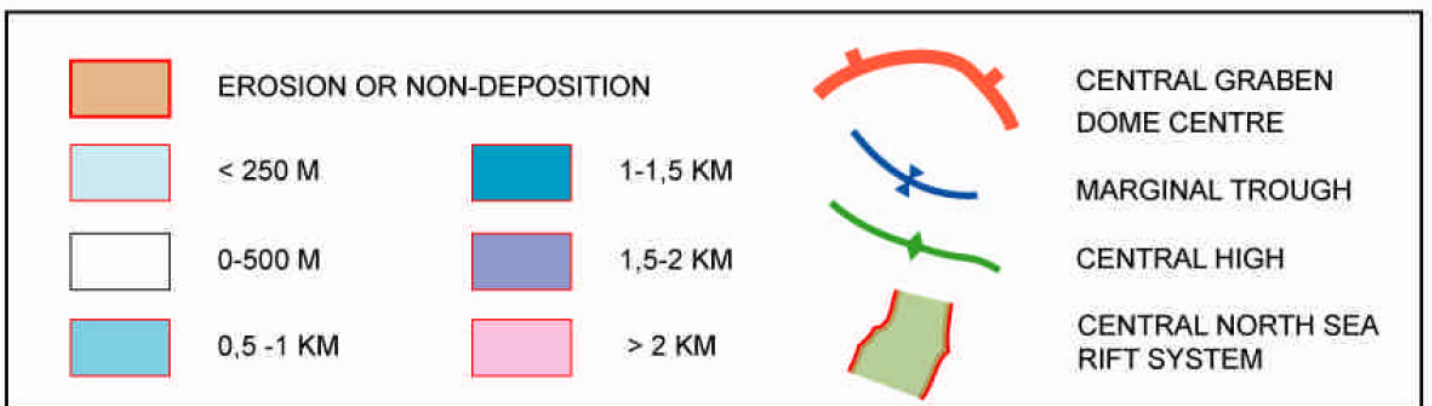 EROSION OR NON-DEPOSITION
< 250 M
0-500 M
0,5 -1 KM
1-1,5 KM
1,5-2 KM
> 2 KM
CENTRAL GRABEN
DOME CENTRE
MARGINAL TROUGH
CENTRAL HIGH
CENTRAL NORTH SEA
RIFT SYSTEM